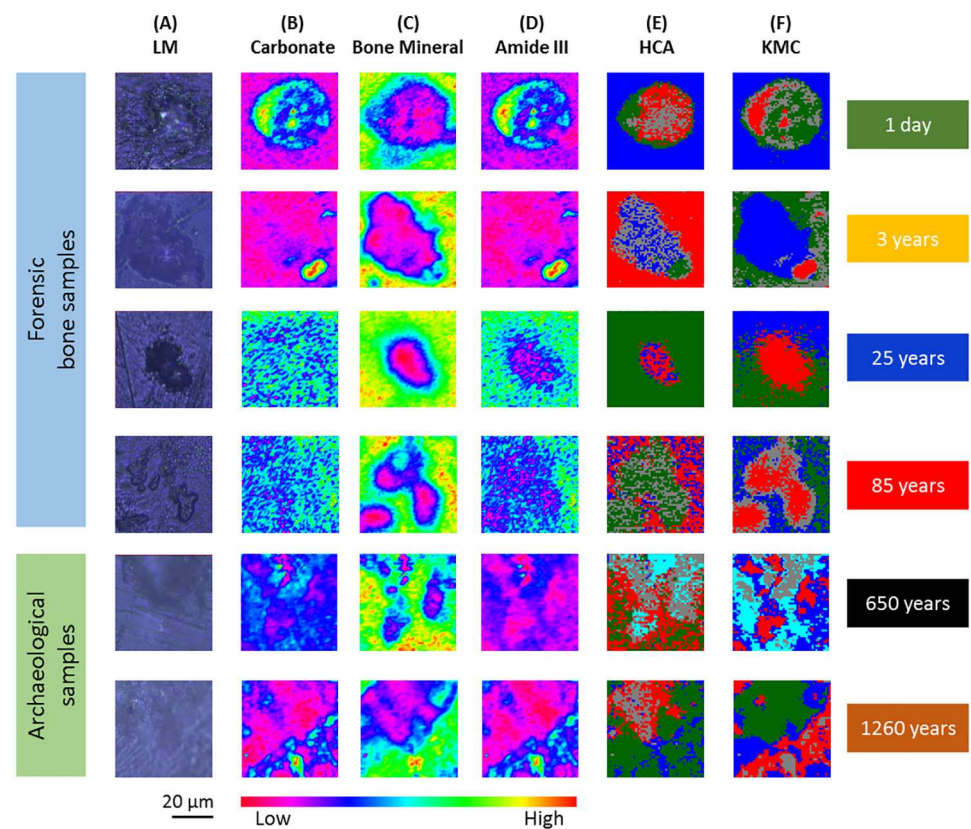 (A) (B) (C) (D) (E) (F)
LM Carbonate Bone Mineral Amide III HCA KMC
Forensic
bone samples
1 day
3 years
25 years
85 years
Archaeological
samples
650 years
1260 years
20 µm
Low High